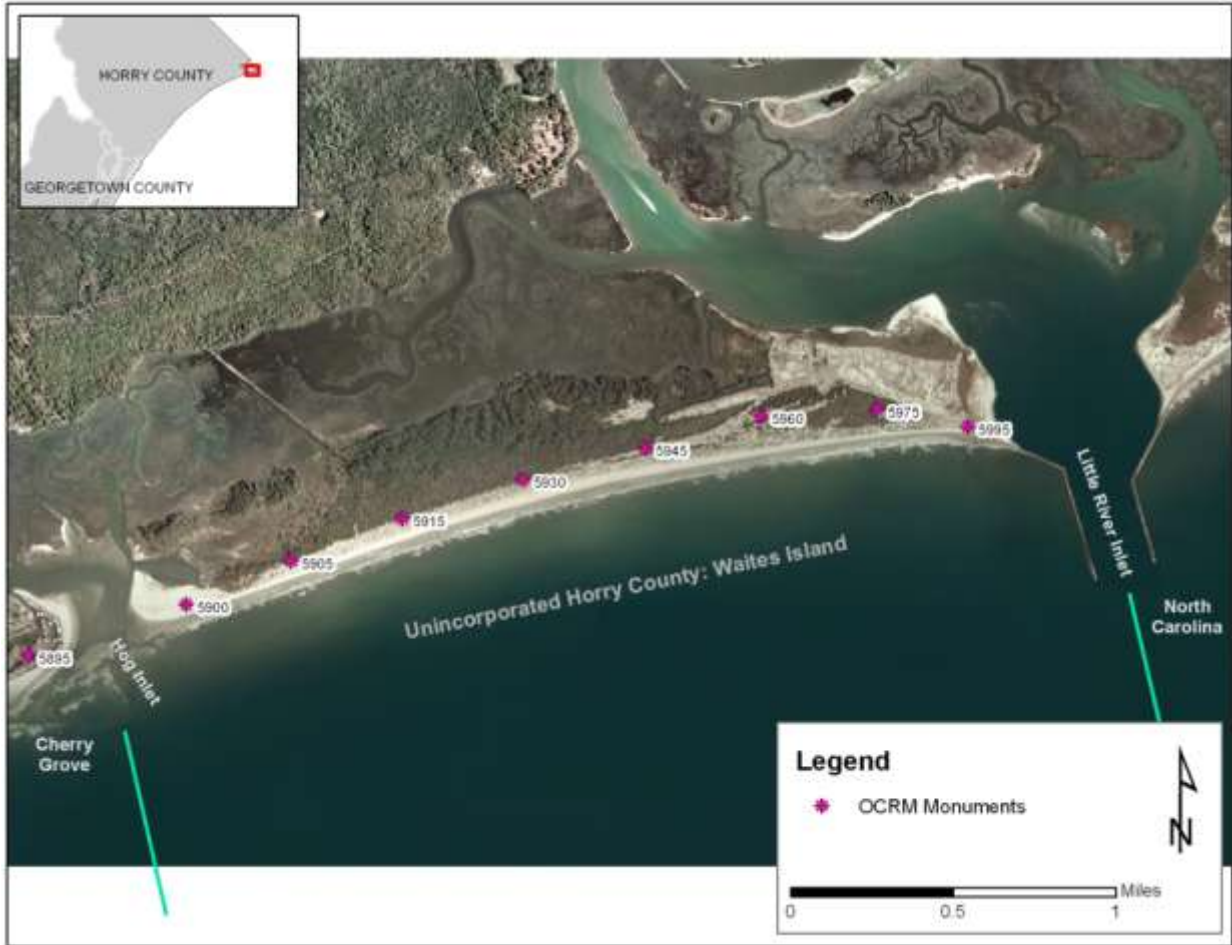 HORRY COUNTY
GEORGETOWN COUNTY
5960
5975
5995
5945
5930
5915
5905
5900
5895
Little River Inlet
Unincorporated Horry County: Waites Island
Hog Inlet
North
Carolina
Cherry
Grove
Legend
OCRM Monuments
N
Miles
0
0.5
1